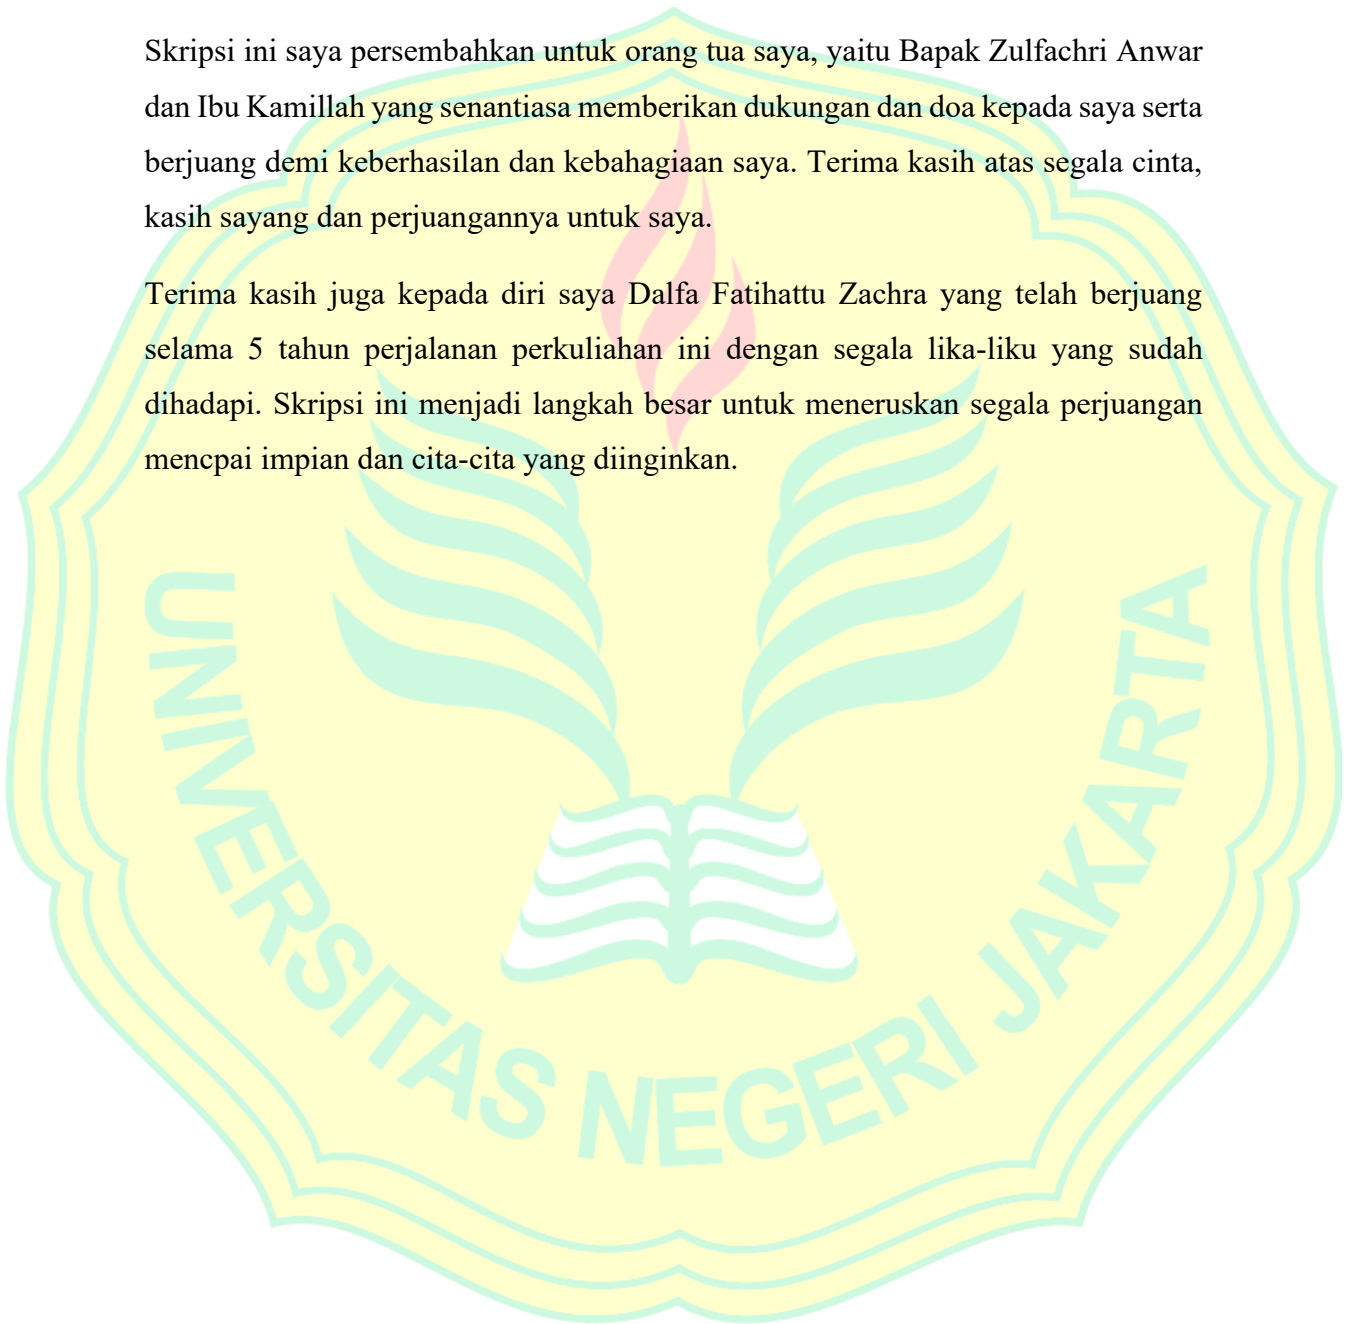 Skripsi ini saya persembahkan untuk orang tua saya, yaitu Bapak Zulfachri Anwar
dan Ibu Kamillah yang senantiasa memberikan dukungan dan doa kepada saya serta
berjuang demi keberhasilan dan kebahagiaan saya. Terima kasih atas segala cinta,
kasih sayang dan perjuangannya untuk saya.
Terima kasih juga kepada diri saya Dalfa Fatihattu Zachra yang telah berjuang
selama 5 tahun perjalanan perkuliahan ini dengan segala lika-liku yang sudah
dihadapi. Skripsi ini menjadi langkah besar untuk meneruskan segala perjuangan
mencpai impian dan cita-cita yang diinginkan.
UNIVERSITAS NEGERI JAKARTA